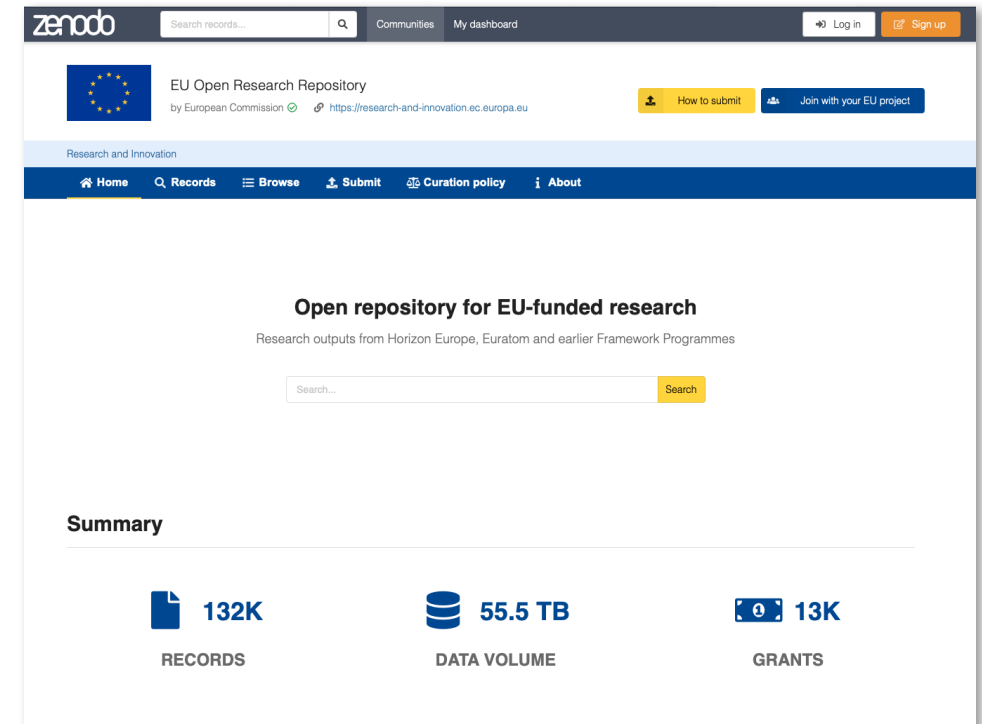 zenodo Search records... Communities My dashboard Log in Sign up
EU Open Research Repository
by European Commission https://research-and-innovation.ec.europa.eu
How to submit Join with your EU project
Research and Innovation
Home Records Browse Submit Curation policy About
Open repository for EU-funded research
Research outputs from Horizon Europe, Euratom and earlier Framework Programmes
Search... Search
Summary
132K 55.5 TB 13K
RECORDS DATA VOLUME GRANTS